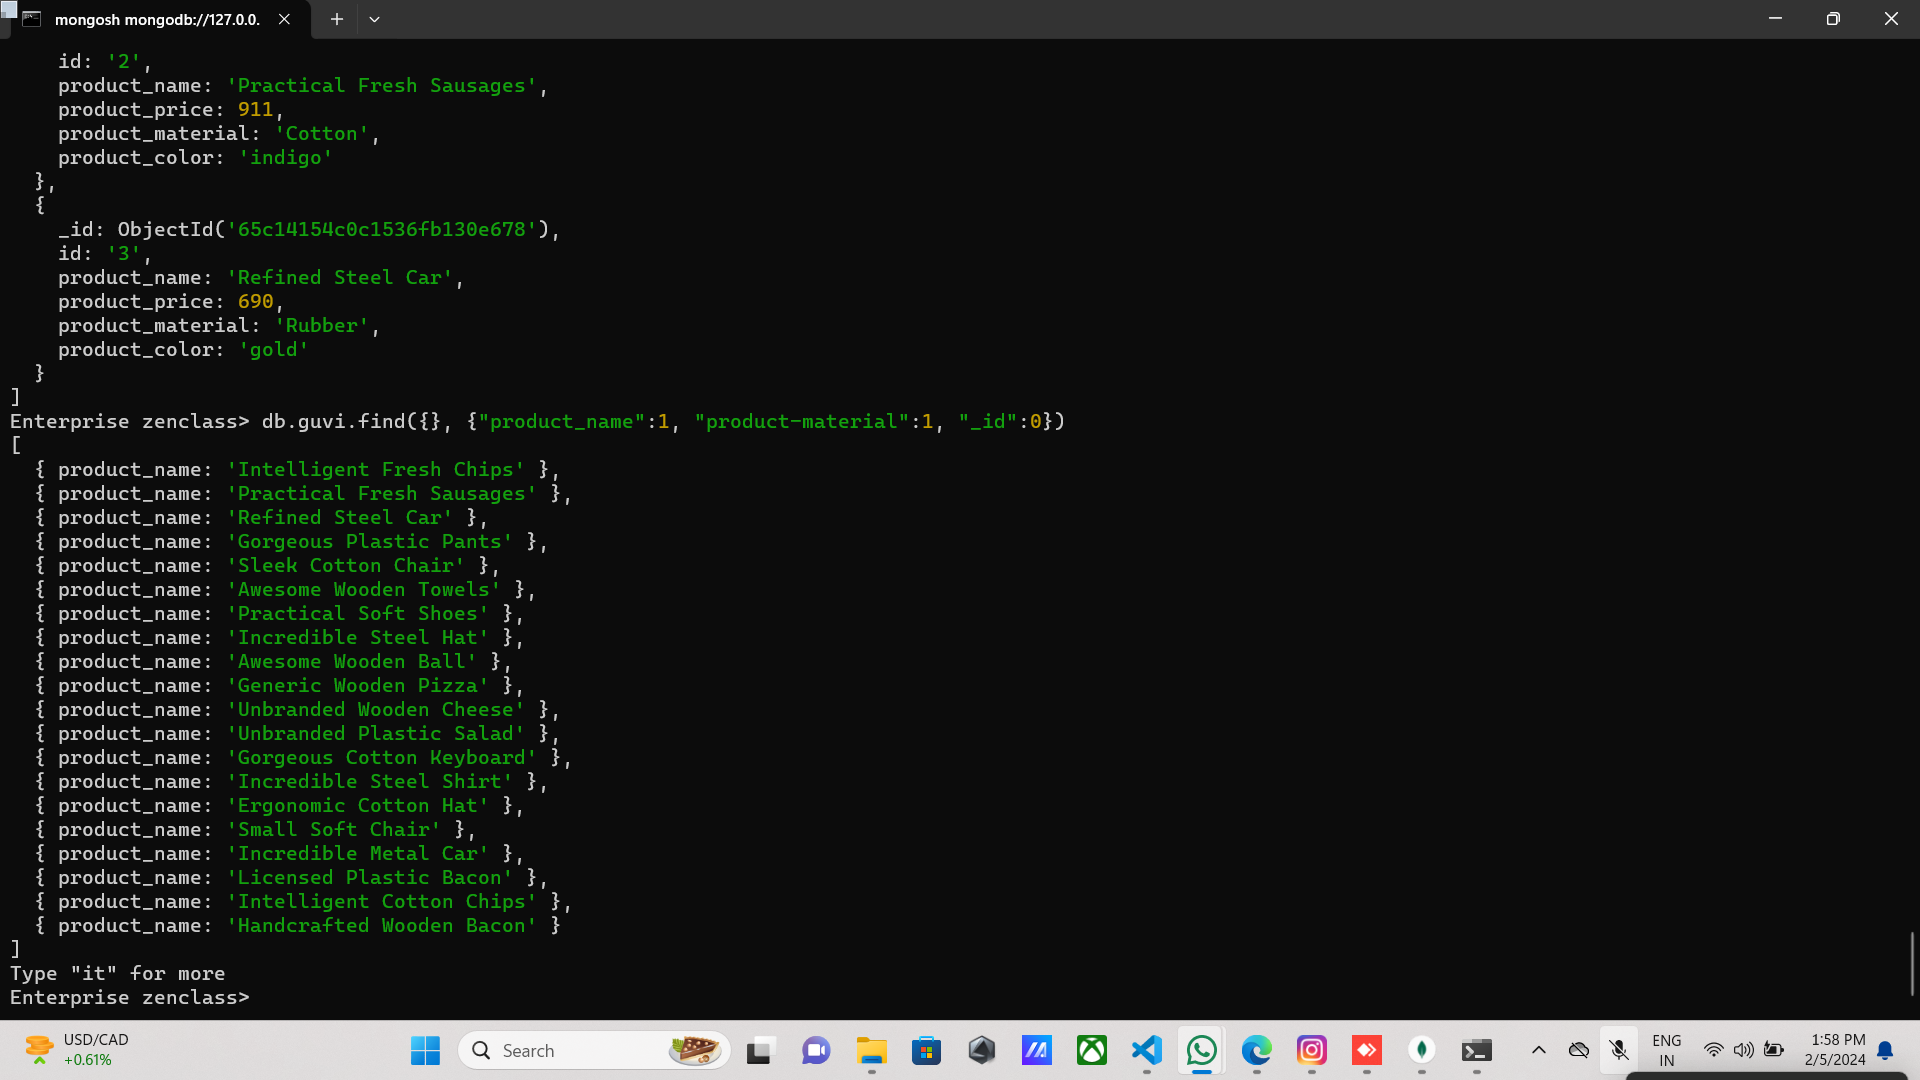 mongosh mongodb://127.0.0.
id: '2',
product_name: 'Practical Fresh Sausages',
product_price: 911,
product_material: 'Cotton',
product_color: 'indigo'
},
{
_id: ObjectId('65c14154c0c1536fb130e678'),
id: '3',
product_name: 'Refined Steel Car',
product_price: 690,
product_material: 'Rubber',
product_color: 'gold'
}
]
Enterprise zenclass> db.guvi.find({}, {"product_name":1, "product-material":1, "_id":0})
[
{ product_name: 'Intelligent Fresh Chips' },
{ product_name: 'Practical Fresh Sausages' },
{ product_name: 'Refined Steel Car' },
{ product_name: 'Gorgeous Plastic Pants' },
{ product_name: 'Sleek Cotton Chair' },
{ product_name: 'Awesome Wooden Towels' },
{ product_name: 'Practical Soft Shoes' },
{ product_name: 'Incredible Steel Hat' },
{ product_name: 'Awesome Wooden Ball' },
{ product_name: 'Generic Wooden Pizza' },
{ product_name: 'Unbranded Wooden Cheese' },
{ product_name: 'Unbranded Plastic Salad' },
{ product_name: 'Gorgeous Cotton Keyboard' },
{ product_name: 'Incredible Steel Shirt' },
{ product_name: 'Ergonomic Cotton Hat' },
{ product_name: 'Small Soft Chair' },
{ product_name: 'Incredible Metal Car' },
{ product_name: 'Licensed Plastic Bacon' },
{ product_name: 'Intelligent Cotton Chips' },
{ product_name: 'Handcrafted Wooden Bacon' }
]
Type "it" for more
Enterprise zenclass>
USD/CAD
+0.61%
Search
ENG
IN
1:58 PM
2/5/2024